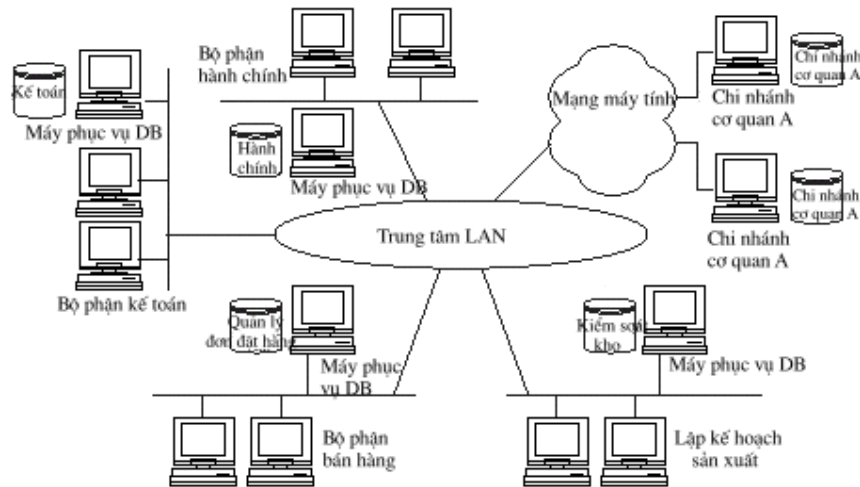 Kế toán
Máy phục vụ DB
Bộ phận kế toán
Bộ phận
hành chính
Hành
chính
Máy phục vụ DB
Mạng máy tính
Chi nhánh
cơ quan A
Chi nhánh
cơ quan A
Chi nhánh
cơ quan A
Chi nhánh
cơ quan A
Trung tâm LAN
Quản lý
đơn đặt hàng
Máy phục
vụ DB
Bộ phận
bán hàng
Kiểm soát
kho
Máy phục vụ DB
Lập kế hoạch
sản xuất